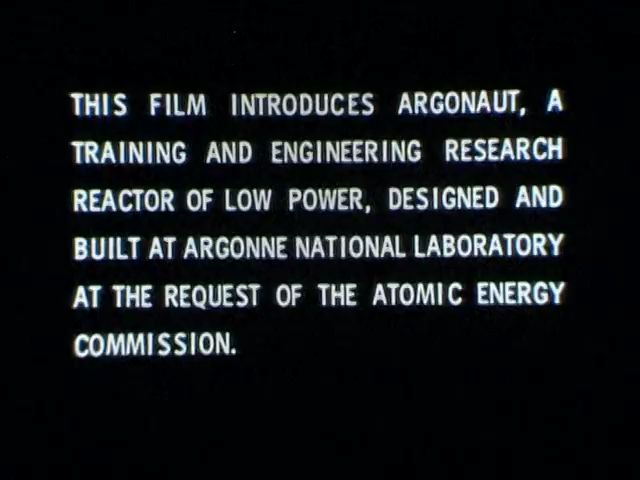 THIS FILM INTRODUCES ARGONAUT, A
TRAINING AND ENGINEERING RESEARCH
REACTOR OF LOW POWER, DESIGNED AND
BUILT AT ARGONNE NATIONAL LABORATORY
AT THE REQUEST OF THE ATOMIC ENERGY
COMMISSION.